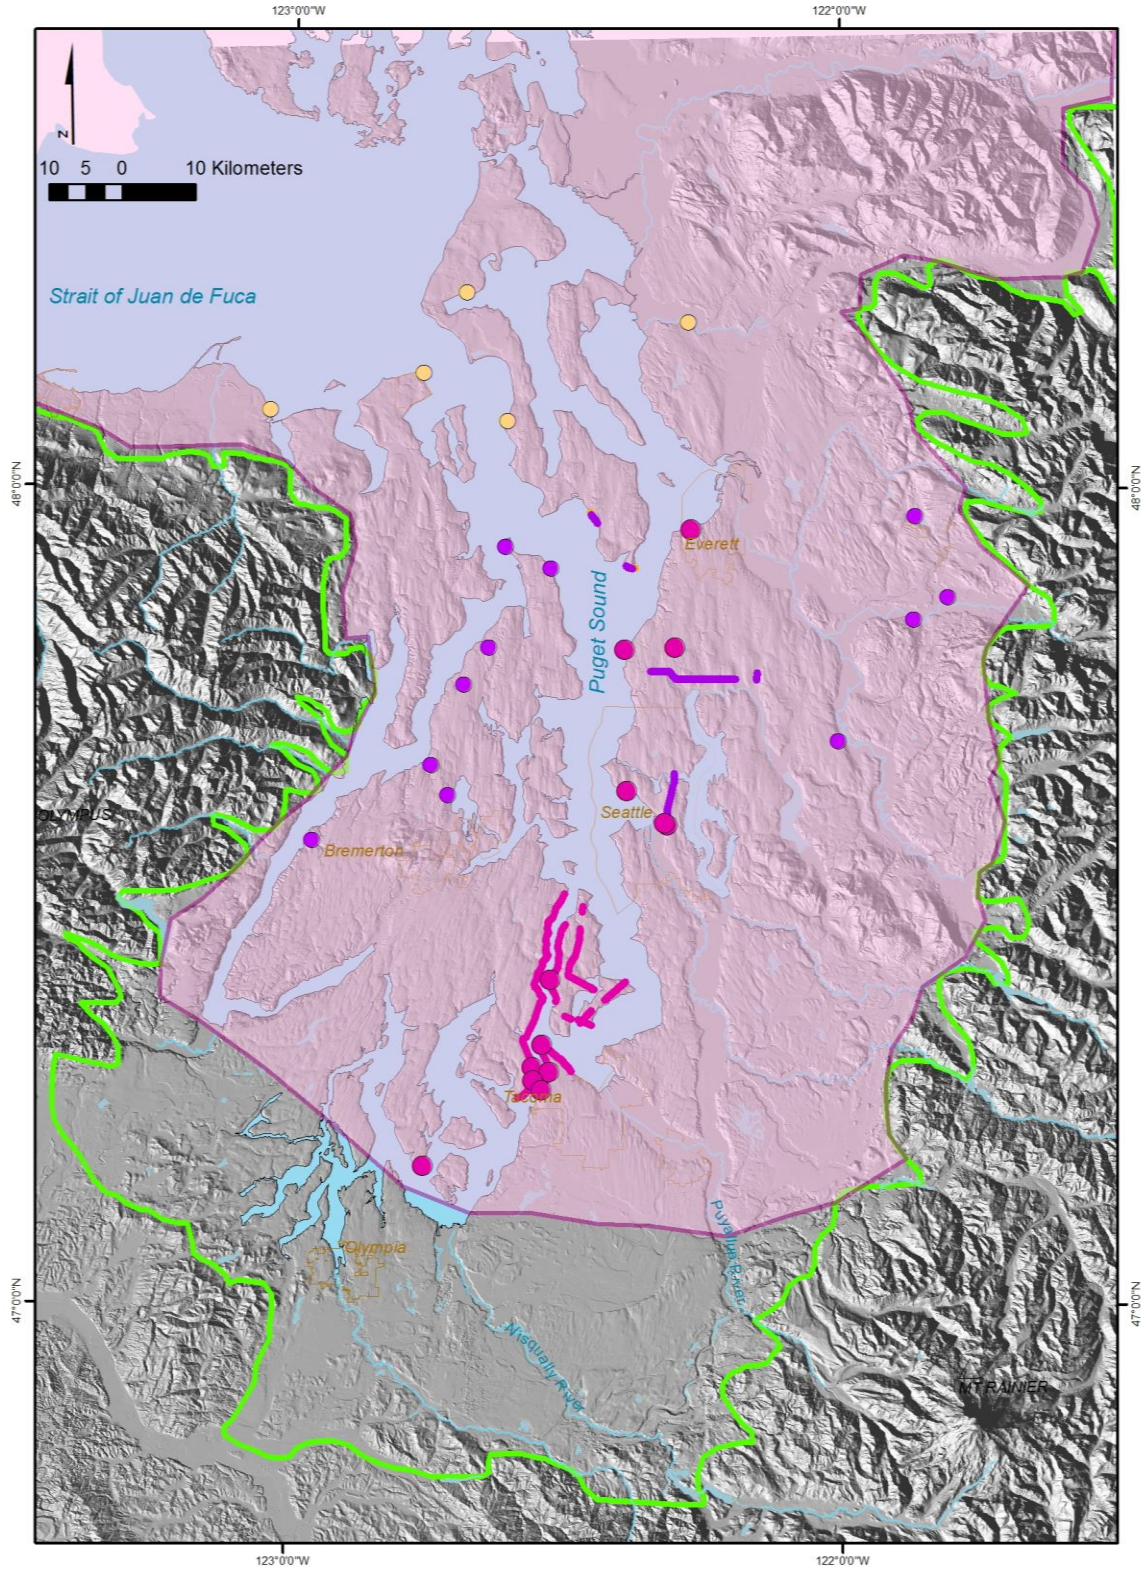 123°0'0"W 122°0'0"W
N
10 5 0 10 Kilometers
Strait of Juan de Fuca
48°0'0"N 48°0'0"N
Everett
Puget Sound
OLYMPUS
Seattle
Bremerton
Tacoma
Puyallup River
Olympia
47°0'0"N 47°0'0"N
Nisqually River
MT RAINIER
123°0'0"W 122°0'0"W